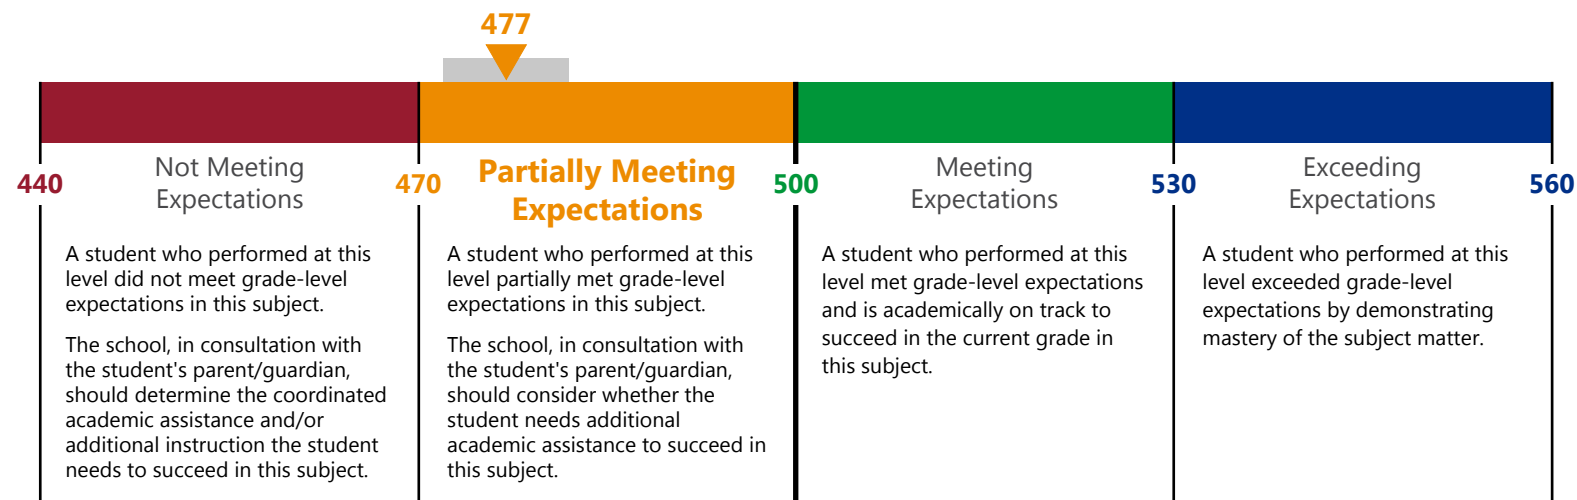 477
440
Not Meeting
Expectations
A student who performed at this
level did not meet grade-level
expectations in this subject.
The school, in consultation with
the student's parent/guardian,
should determine the coordinated
academic assistance and/or
additional instruction the student
needs to succeed in this subject.
470
Partially Meeting
Expectations
A student who performed at this
level partially met grade-level
expectations in this subject.
The school, in consultation with
the student's parent/guardian,
should consider whether the
student needs additional
academic assistance to succeed in
this subject.
500
Meeting
Expectations
A student who performed at this
level met grade-level expectations
and is academically on track to
succeed in the current grade in
this subject.
530
Exceeding
Expectations
A student who performed at this
level exceeded grade-level
expectations by demonstrating
mastery of the subject matter.
560